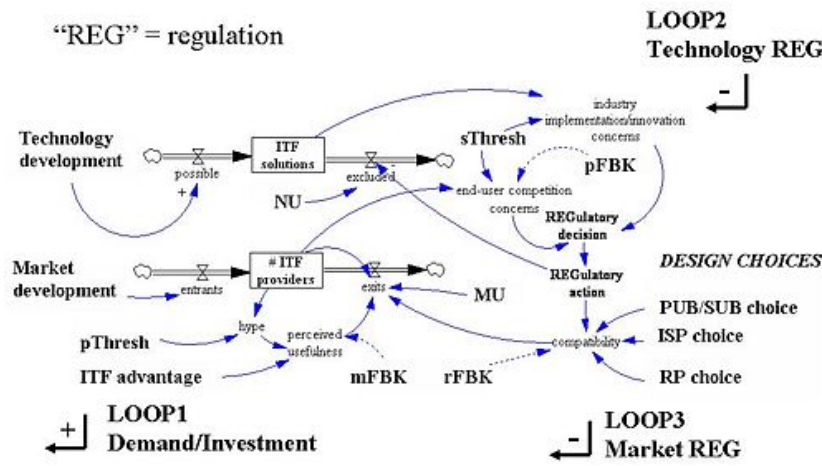 “REG” = regulation
LOOP2
Technology REG
-
industry
implementation/innovation
concerns
Technology
development
ITF
solutions
sThresh
possible
+
excluded
-
pFBK
end-user competition
concerns
NU
REGulatory
decision
Market
development
# ITF
providers
REGulatory
action
DESIGN CHOICES
entrants
exits
MU
PUB/SUB choice
hype
perceived
usefulness
pThresh
compatibility
ISP choice
ITF advantage
mFBK
rFBK
RP choice
+
LOOP1
Demand/Investment
-
LOOP3
Market REG